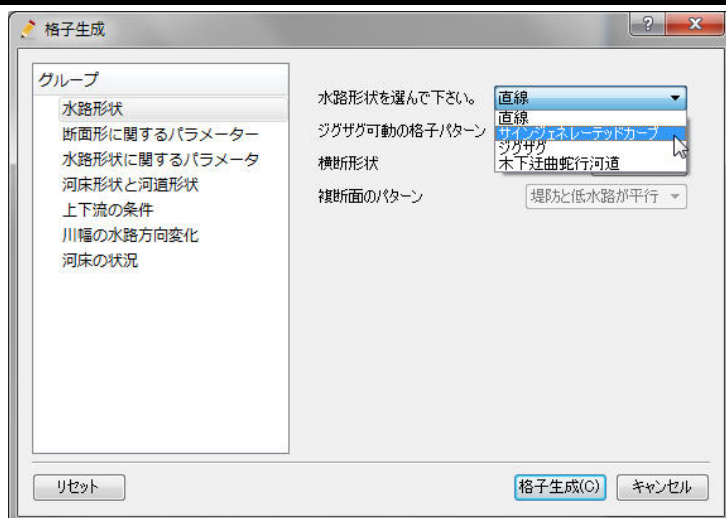 格子生成
グループ
水路形状
断面形に関するパラメーター
水路形状に関するパラメータ
河床形状と河道形状
上下流の条件
川幅の水路方向変化
河床の状況
水路形状を選んで下さい。 直線
直線
ジグザグ可動の格子パターン サインジェネレーテッドカーブ
ジグザグ
横断形状 木下迂曲蛇行河道
複断面のパターン 堤防と低水路が平行
リセット 格子生成(C) キャンセル